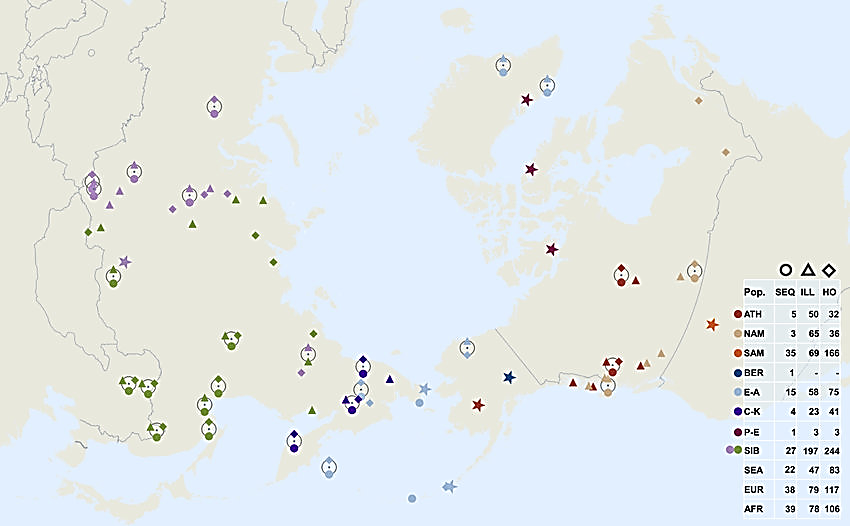 Pop. SEQ ILL HO
ATH 5 50 32
NAM 3 65 36
SAM 35 69 166
BER 1 - -
E-A 15 58 75
C-K 4 23 41
P-E 1 3 3
SIB 27 197 244
SEA 22 47 83
EUR 38 79 117
AFR 39 78 106